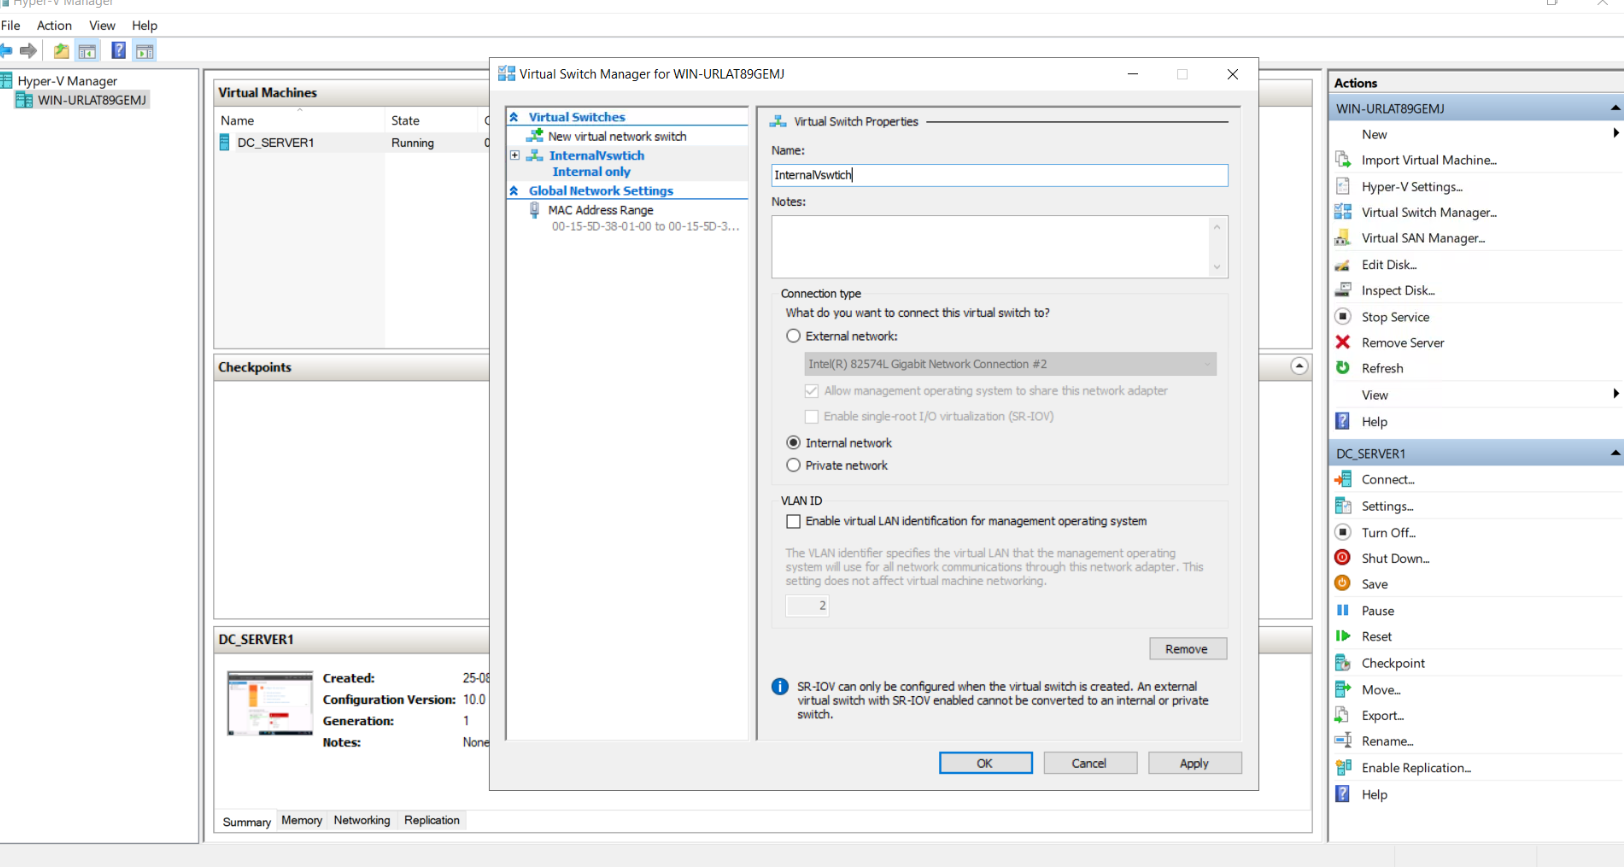 Hyper-V Manager
File Action View Help
Hyper-V Manager
WIN-URLAT89GEMJ
Virtual Machines
Name State
DC_SERVER1 Running
Checkpoints
DC_SERVER1
Created: 25-08
Configuration Version: 10.0
Generation: 1
Notes: None
Summary Memory Networking Replication
Virtual Switch Manager for WIN-URLAT89GEMJ
Virtual Switches
New virtual network switch
InternalVswtich
Internal only
Global Network Settings
MAC Address Range
00-15-5D-38-01-00 to 00-15-5D-3...
Virtual Switch Properties
Name:
InternalVswtich
Notes:
Connection type
What do you want to connect this virtual switch to?
External network:
Intel(R) 82574L Gigabit Network Connection #2
Allow management operating system to share this network adapter
Enable single-root I/O virtualization (SR-IOV)
Internal network
Private network
VLAN ID
Enable virtual LAN identification for management operating system
The VLAN identifier specifies the virtual LAN that the management operating
system will use for all network communications through this network adapter. This
setting does not affect virtual machine networking.
2
Remove
SR-IOV can only be configured when the virtual switch is created. An external
virtual switch with SR-IOV enabled cannot be converted to an internal or private
switch.
OK Cancel Apply
Actions
WIN-URLAT89GEMJ
New
Import Virtual Machine...
Hyper-V Settings...
Virtual Switch Manager...
Virtual SAN Manager...
Edit Disk...
Inspect Disk...
Stop Service
Remove Server
Refresh
View
Help
DC_SERVER1
Connect...
Settings...
Turn Off...
Shut Down...
Save
Pause
Reset
Checkpoint
Move...
Export...
Rename...
Enable Replication...
Help